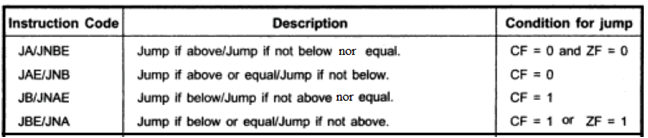 Instruction Code Description Condition for jump
JA/JNBE Jump if above/Jump if not below nor equal. CF = 0 and ZF = 0
JAE/JNB Jump if above or equal/Jump if not below. CF = 0
JB/JNAE Jump if below/Jump if not above nor equal. CF = 1
JBE/JNA Jump if below or equal/Jump if not above. CF = 1 or ZF = 1